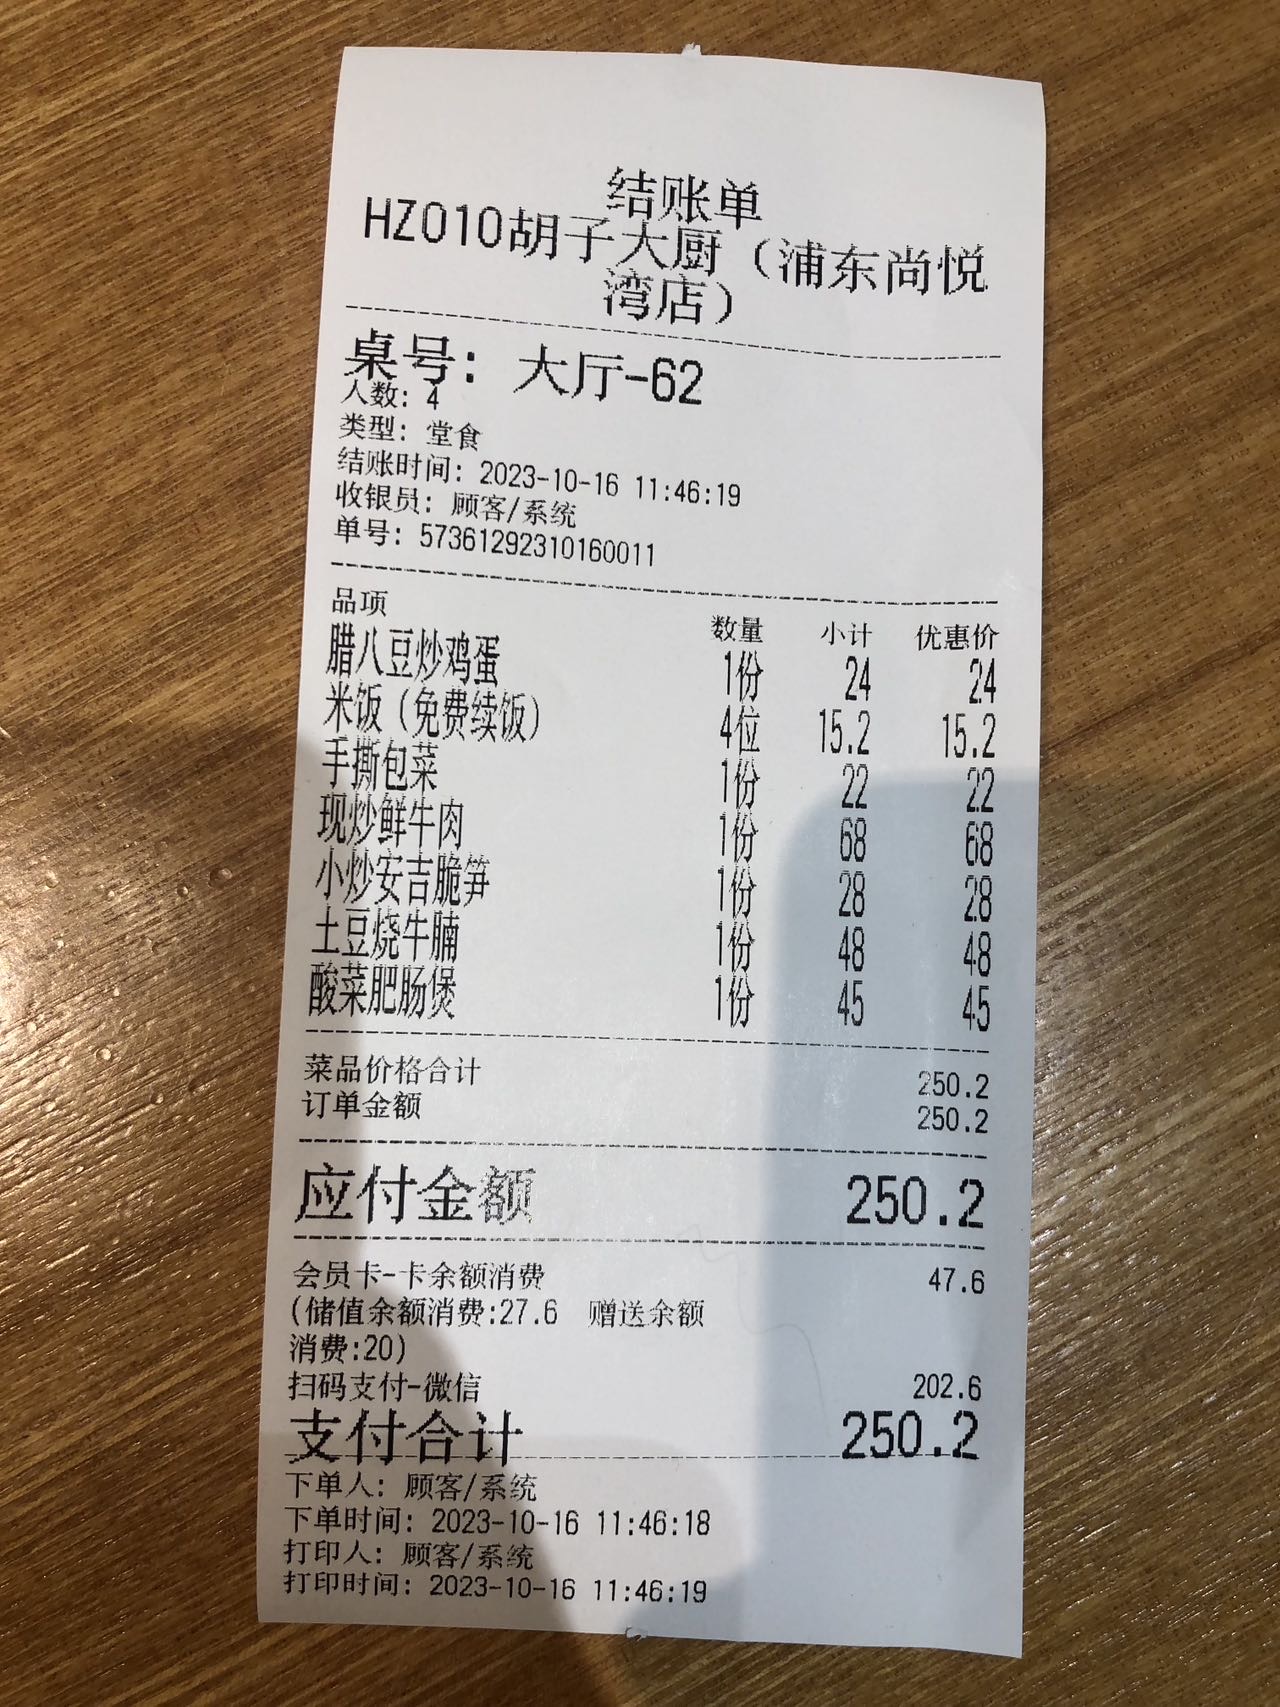 结账单
HZ010胡子大厨（浦东尚悦
湾店）
桌号: 大厅-62
人数: 4
类型: 堂食
结账时间: 2023-10-16 11:46:19
收银员: 顾客/系统
单号: 57361292310160011
品项 数量 小计 优惠价
腊八豆炒鸡蛋 1份 24 24
米饭（免费续饭） 4位 15.2 15.2
手撕包菜 1份 22 22
现炒鲜牛肉 1份 68 68
小炒安吉脆笋 1份 28 28
土豆烧牛腩 1份 48 48
酸菜肥肠煲 1份 45 45
菜品价格合计 250.2
订单金额 250.2
应付金额 250.2
会员卡-卡余额消费 47.6
(储值余额消费:27.6 赠送余额
消费:20)
扫码支付-微信 202.6
支付合计 250.2
下单人: 顾客/系统
下单时间: 2023-10-16 11:46:18
打印人: 顾客/系统
打印时间: 2023-10-16 11:46:19